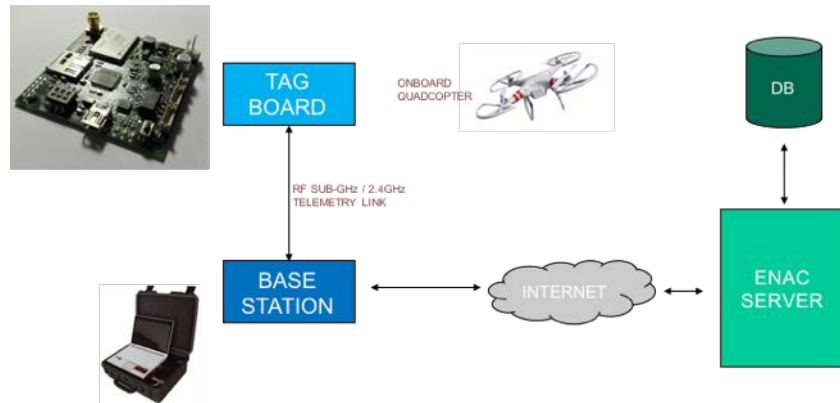 TAG
BOARD
ONBOARD
QUADCOPTER
DB
RF SUB-GHz / 2.4GHz
TELEMETRY LINK
BASE
STATION
INTERNET
ENAC
SERVER